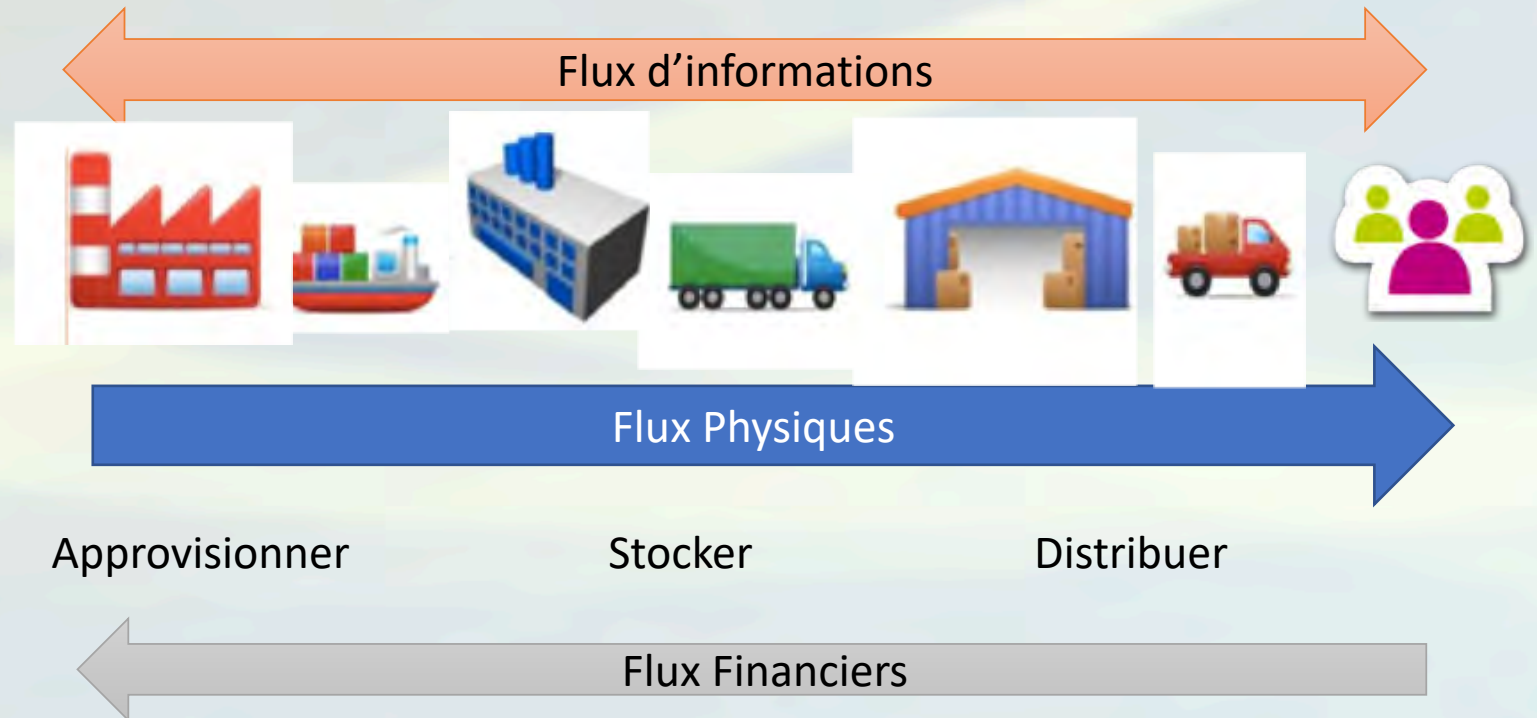 Flux d’informations
Flux Physiques
Approvisionner
Stocker
Distribuer
Flux Financiers